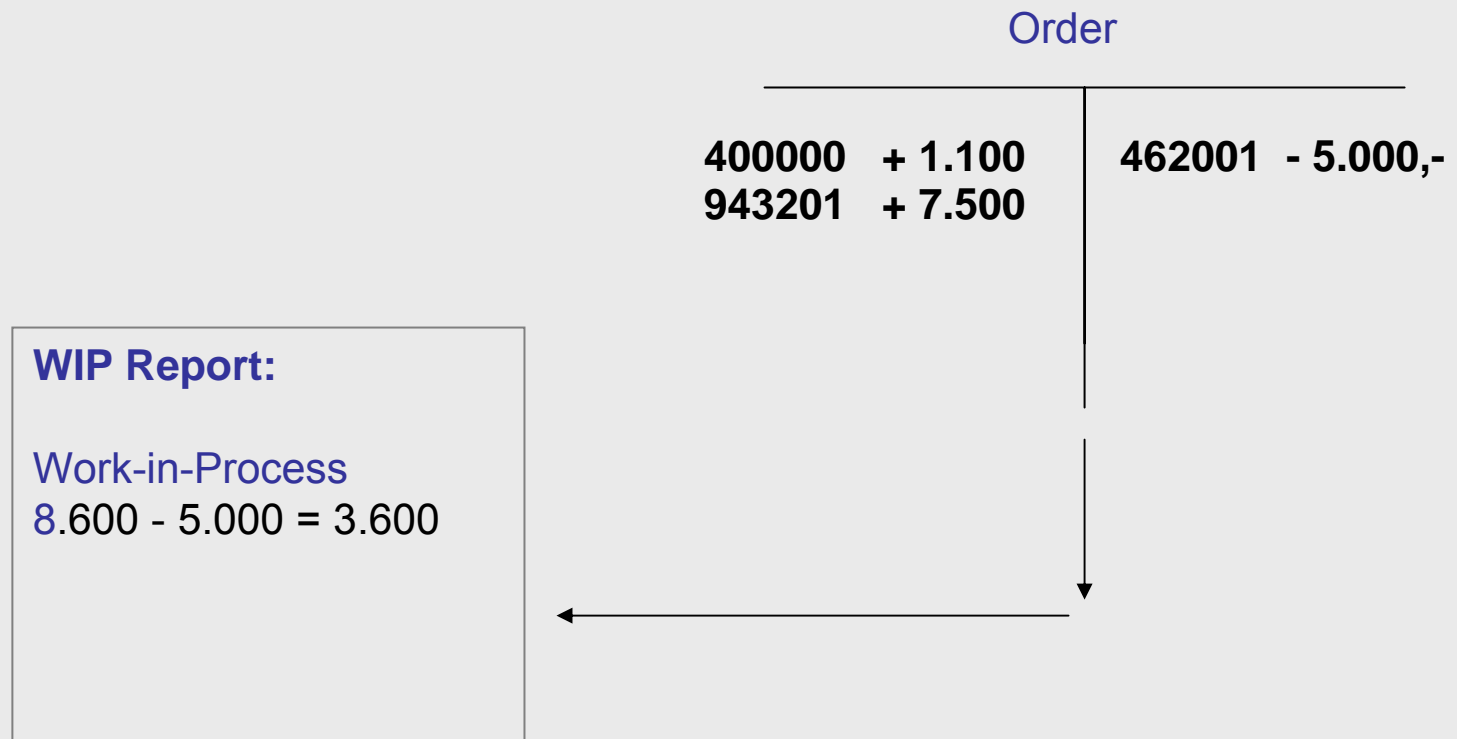 Order
400000 + 1.100 462001 - 5.000,-
943201 + 7.500
WIP Report:
Work-in-Process
8.600 - 5.000 = 3.600